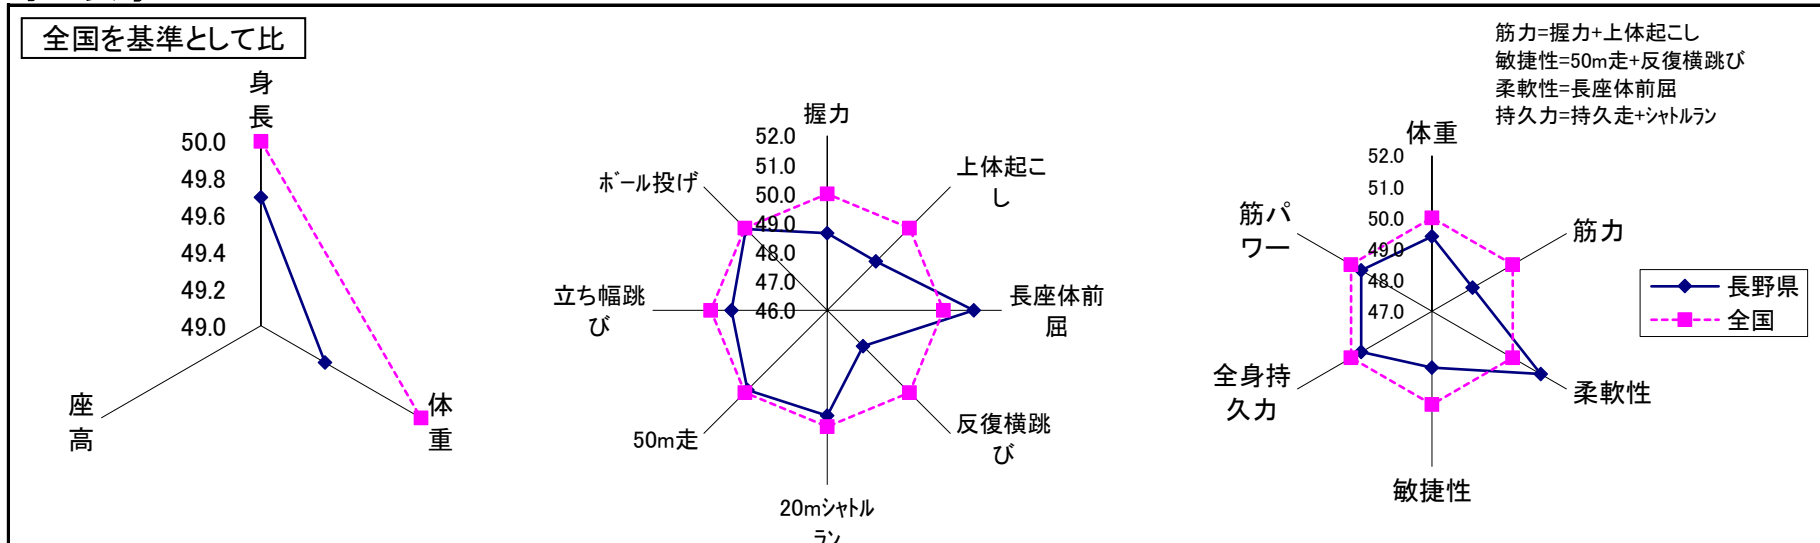 全国を基準として比
筋力=握力+上体起こし
敏捷性=50m走+反復横跳び
柔軟性=長座体前屈
持久力=持久走+シャトルラン
身
長
50.0
49.8
49.6
49.4
49.2
49.0
座
高
体
重
握力
52.0
51.0
50.0
49.0
48.0
47.0
46.0
上体起こ
し
長座体前
屈
反復横跳
び
20mシャトル
ラン
50m走
立ち幅跳
び
ボール投げ
体重
52.0
51.0
50.0
49.0
48.0
47.0
筋力
柔軟性
敏捷性
全身持
久力
筋パ
ワー
長野県
全国